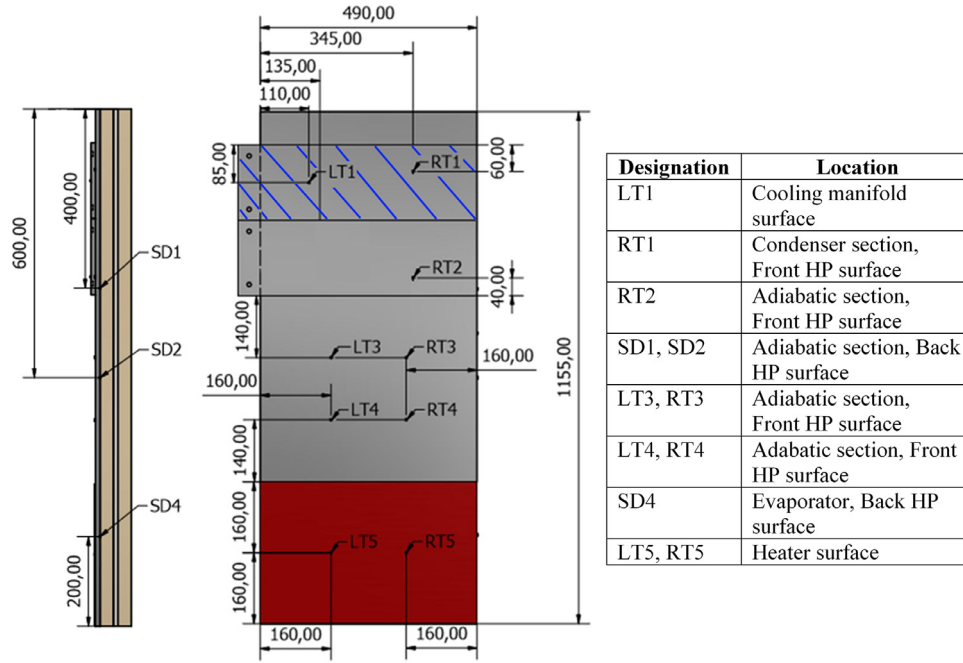 490,00
345,00
135,00
110,00
85,00
LT1
RT1
60,00
RT2
40,00
140,00
LT3
RT3
160,00
160,00
LT4
RT4
140,00
160,00
LT5
RT5
160,00
160,00
160,00
1155,00
600,00
400,00
SD1
SD2
SD4
200,00
Designation Location
LT1 Cooling manifold
surface
RT1 Condenser section,
Front HP surface
RT2 Adiabatic section,
Front HP surface
SD1, SD2 Adiabatic section, Back
HP surface
LT3, RT3 Adiabatic section,
Front HP surface
LT4, RT4 Adabatic section, Front
HP surface
SD4 Evaporator, Back HP
surface
LT5, RT5 Heater surface